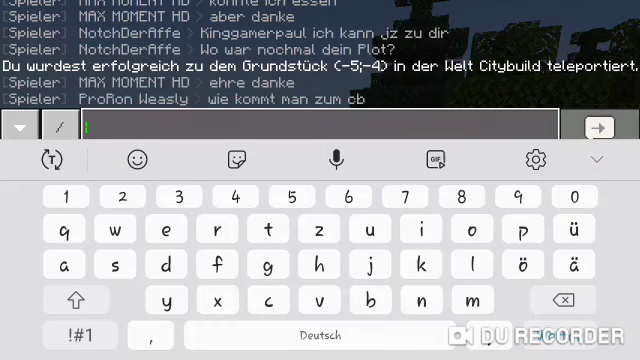 [Spieler] MAX MOMENT HD > könnte ich essen
[Spieler] MAX MOMENT HD > aber danke
[Spieler] NotchDerAffe > Kinggamerpaul ich kann jz zu dir
[Spieler] NotchDerAffe > Wo war nochmal dein Plot?
Du wurdest erfolgreich zu dem Grundstück (-5;-4) in der Welt Citybuild teleportiert.
[Spieler] MAX MOMENT HD > ehre danke
[Spieler] ProRon Weasly > wie kommt man zum cb
/
T
GIF
1 2 3 4 5 6 7 8 9 0
q w e r t z u i o p ü
a s d f g h j k l ö ä
y x c v b n m
!#1 , Deutsch
DU RECORDER